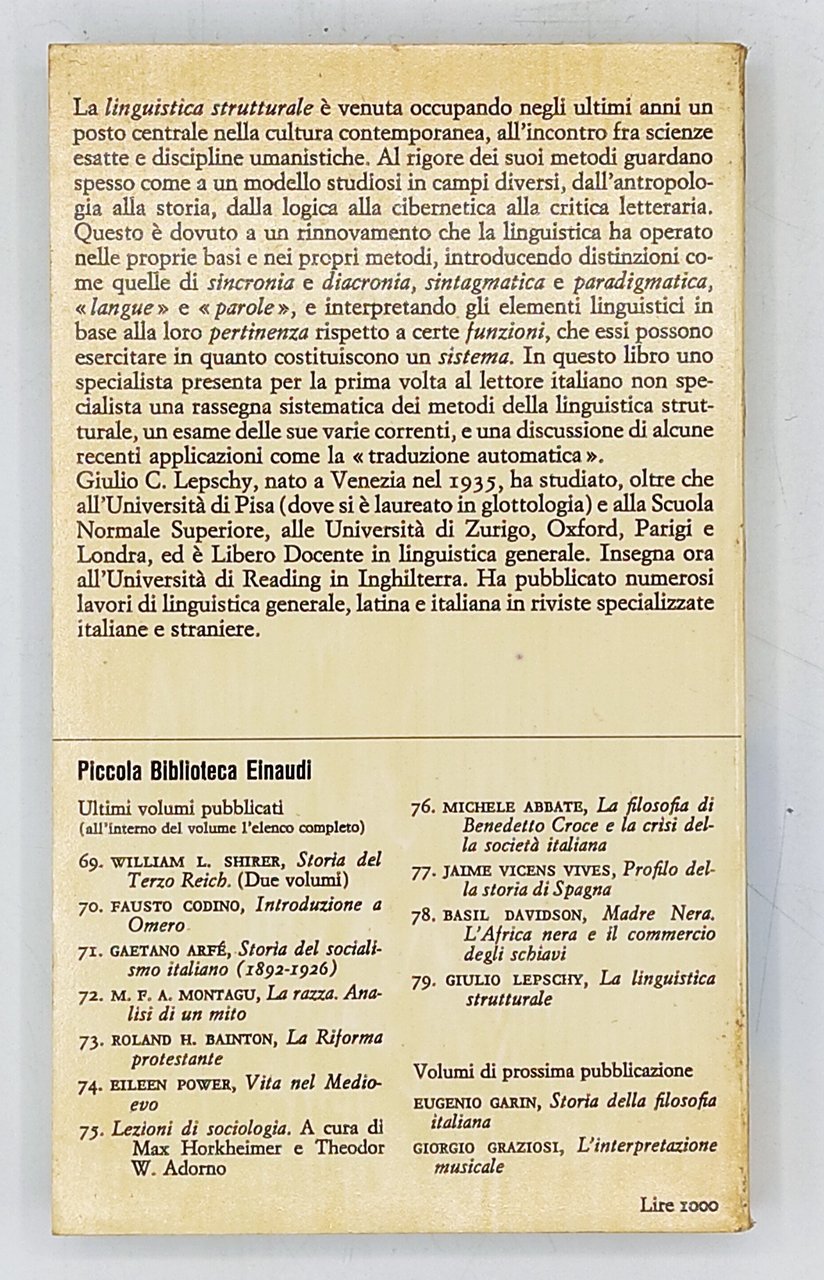 La linguistica strutturale è venuta occupando negli ultimi anni un
posto centrale nella cultura contemporanea, all'incontro fra scienze
esatte e discipline umanistiche. Al rigore dei suoi metodi guardano
spesso come a un modello studiosi in campi diversi, dall'antropolo-
gia alla storia, dalla logica alla cibernetica alla critica letteraria.
Questo è dovuto a un rinnovamento che la linguistica ha operato
nelle proprie basi e nei propri metodi, introducendo distinzioni co-
me quelle di sincronia e diacronia, sintagmatica e paradigmatica,
«langue» e «parole», e interpretando gli elementi linguistici in
base alla loro pertinenza rispetto a certe funzioni, che essi possono
esercitare in quanto costituiscono un sistema. In questo libro uno
specialista presenta per la prima volta al lettore italiano non spe-
cialista una rassegna sistematica dei metodi della linguistica strut-
turale, un esame delle sue varie correnti, e una discussione di alcune
recenti applicazioni come la «traduzione automatica».
Giulio C. Lepschy, nato a Venezia nel 1935, ha studiato, oltre che
all'Università di Pisa (dove si è laureato in glottologia) e alla Scuola
Normale Superiore, alle Università di Zurigo, Oxford, Parigi e
Londra, ed è Libero Docente in linguistica generale. Insegna ora
all'Università di Reading in Inghilterra. Ha pubblicato numerosi
lavori di linguistica generale, latina e italiana in riviste specializzate
italiane e straniere.
Piccola Biblioteca Einaudi
Ultimi volumi pubblicati
(all'interno del volume l'elenco completo)
69. WILLIAM L. SHIRER, Storia del
Terzo Reich. (Due volumi)
70. FAUSTO CODINO, Introduzione a
Omero
71. GAETANO ARFÉ, Storia del sociali-
smo italiano (1892-1926)
72. M. F. A. MONTAGU, La razza. Ana-
lisi di un mito
73. ROLAND H. BAINTON, La Riforma
protestante
74. EILEEN POWER, Vita nel Medio-
evo
75. Lezioni di sociologia. A cura di
Max Horkheimer e Theodor
W. Adorno
76. MICHELE ABBATE, La filosofia di
Benedetto Croce e la crisi del-
la società italiana
77. JAIME VICENS VIVES, Profilo del-
la storia di Spagna
78. BASIL DAVIDSON, Madre Nera.
L'Africa nera e il commercio
degli schiavi
79. GIULIO LEPSCHY, La linguistica
strutturale
Volumi di prossima pubblicazione
EUGENIO GARIN, Storia della filosofia
italiana
GIORGIO GRAZIOSI, L'interpretazione
musicale
Lire 1000